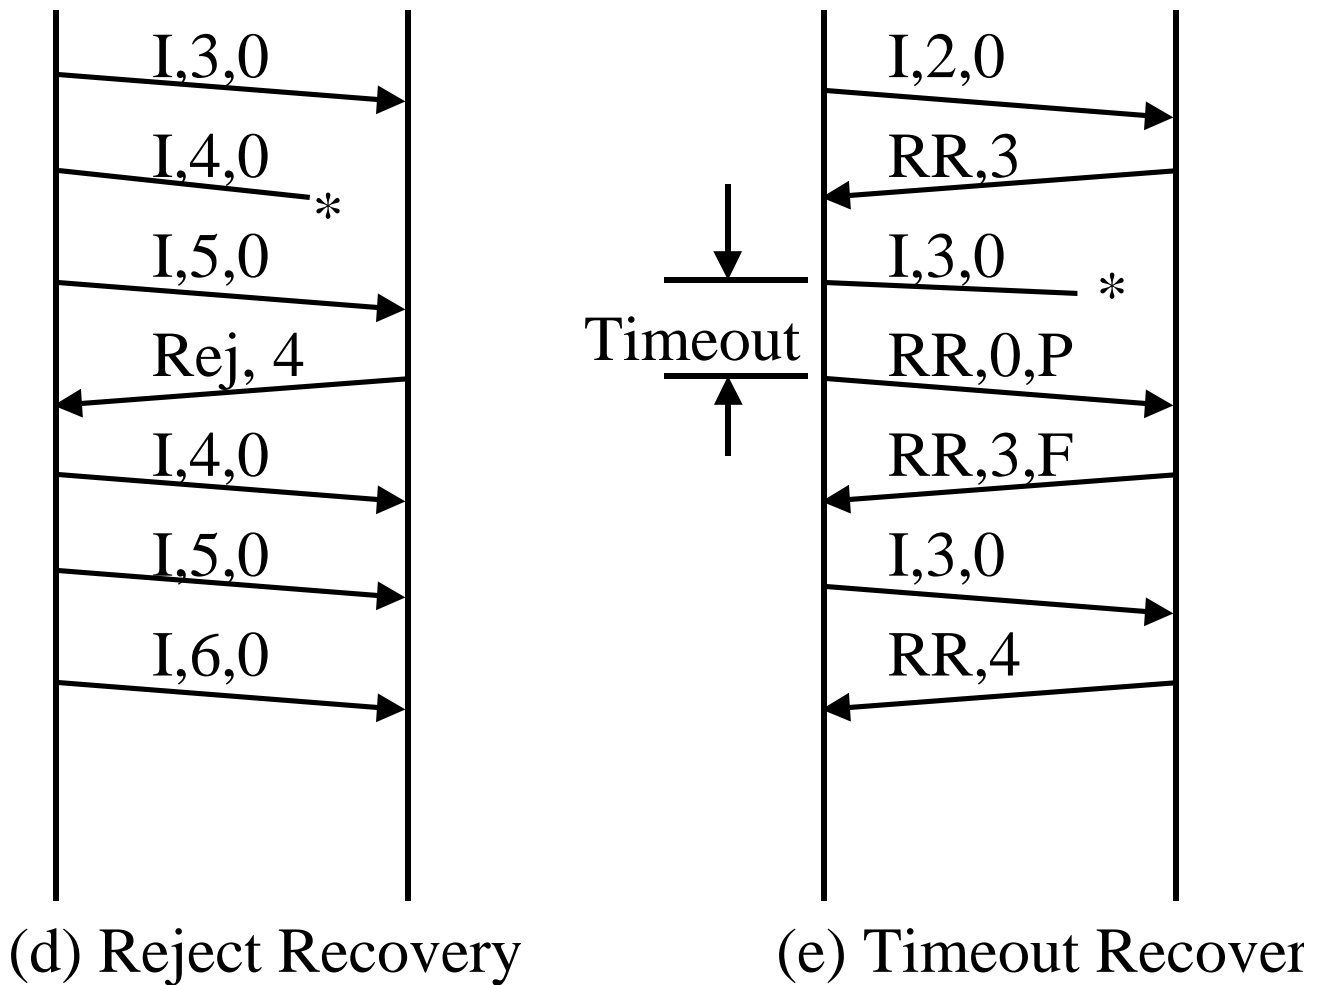 I,3,0
I,4,0
*
I,5,0
Rej, 4
I,4,0
I,5,0
I,6,0
(d) Reject Recovery
I,2,0
RR,3
I,3,0
*
Timeout
RR,0,P
RR,3,F
I,3,0
RR,4
(e) Timeout Recover